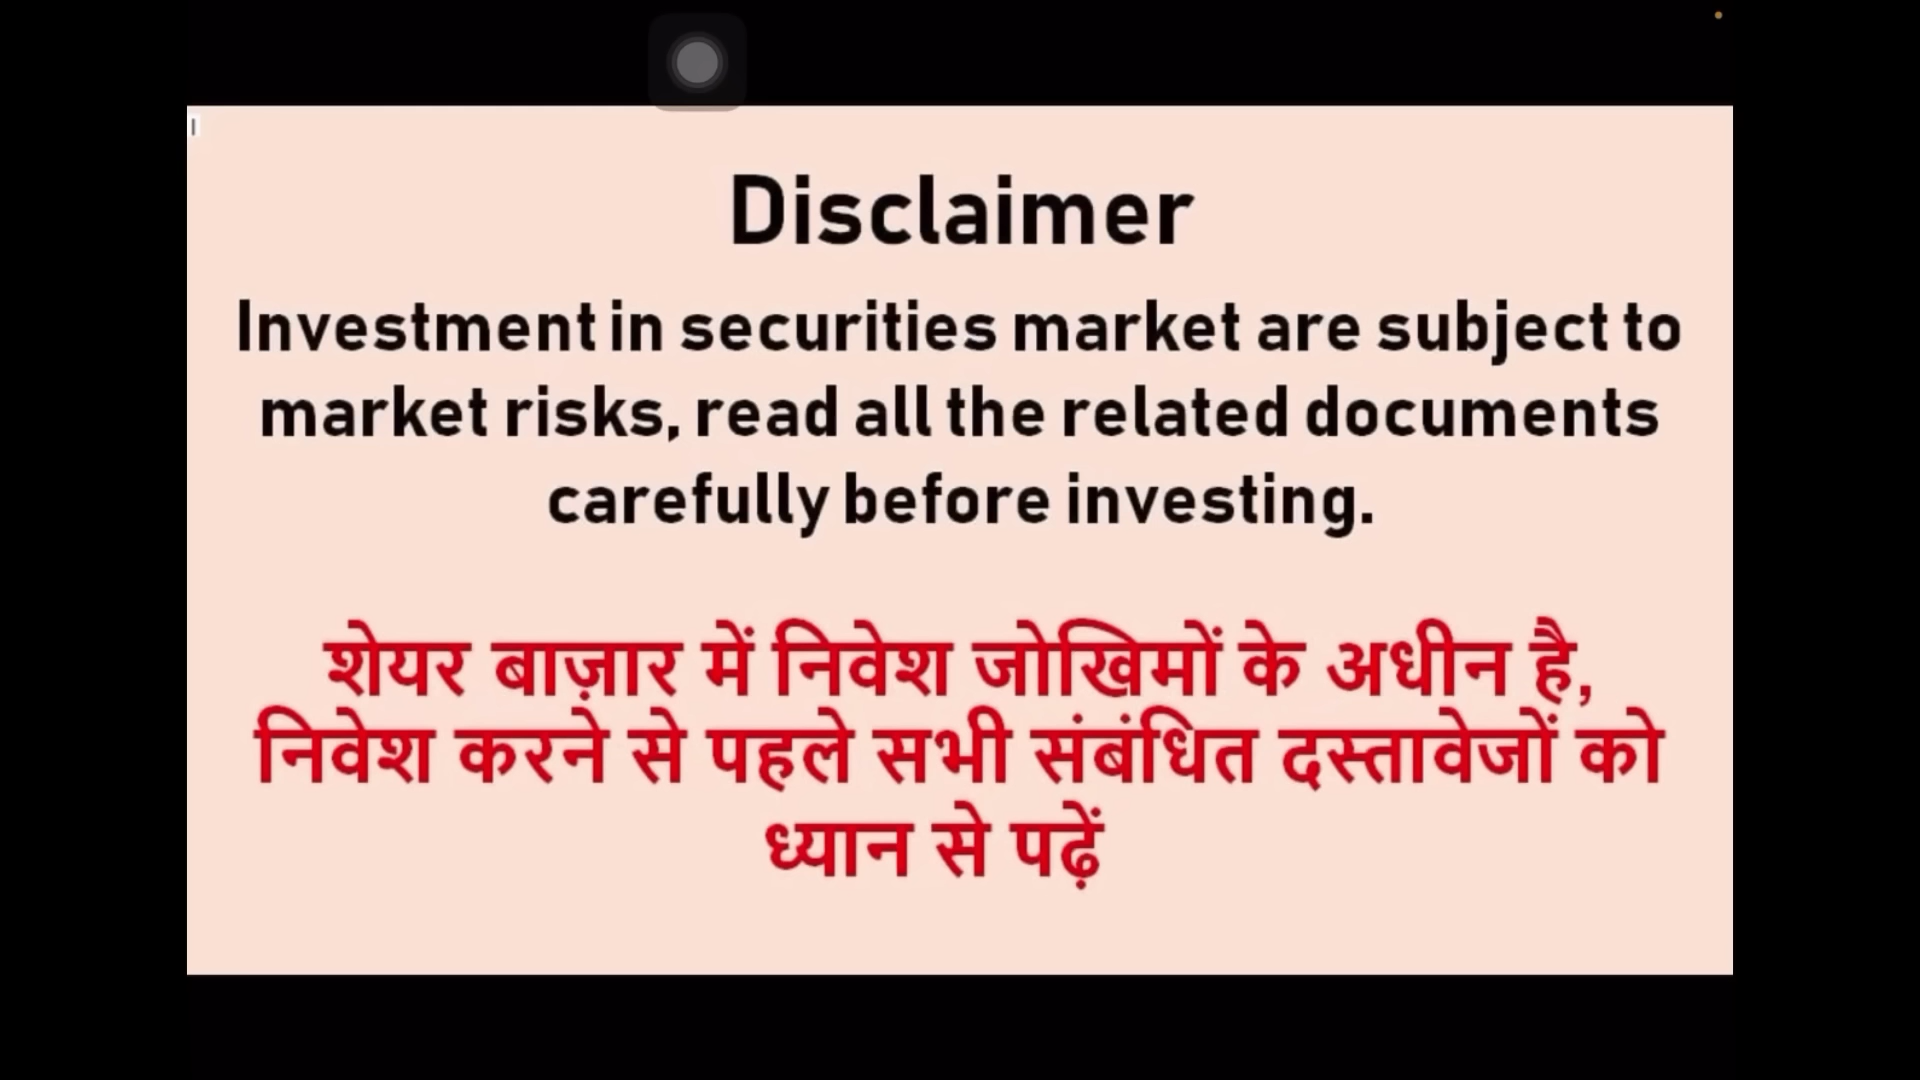 Disclaimer
Investment in securities market are subject to
market risks, read all the related documents
carefully before investing.
शेयर बाज़ार में निवेश जोखिमों के अधीन है,
निवेश करने से पहले सभी संबंधित दस्तावेजों को
ध्यान से पढ़ें